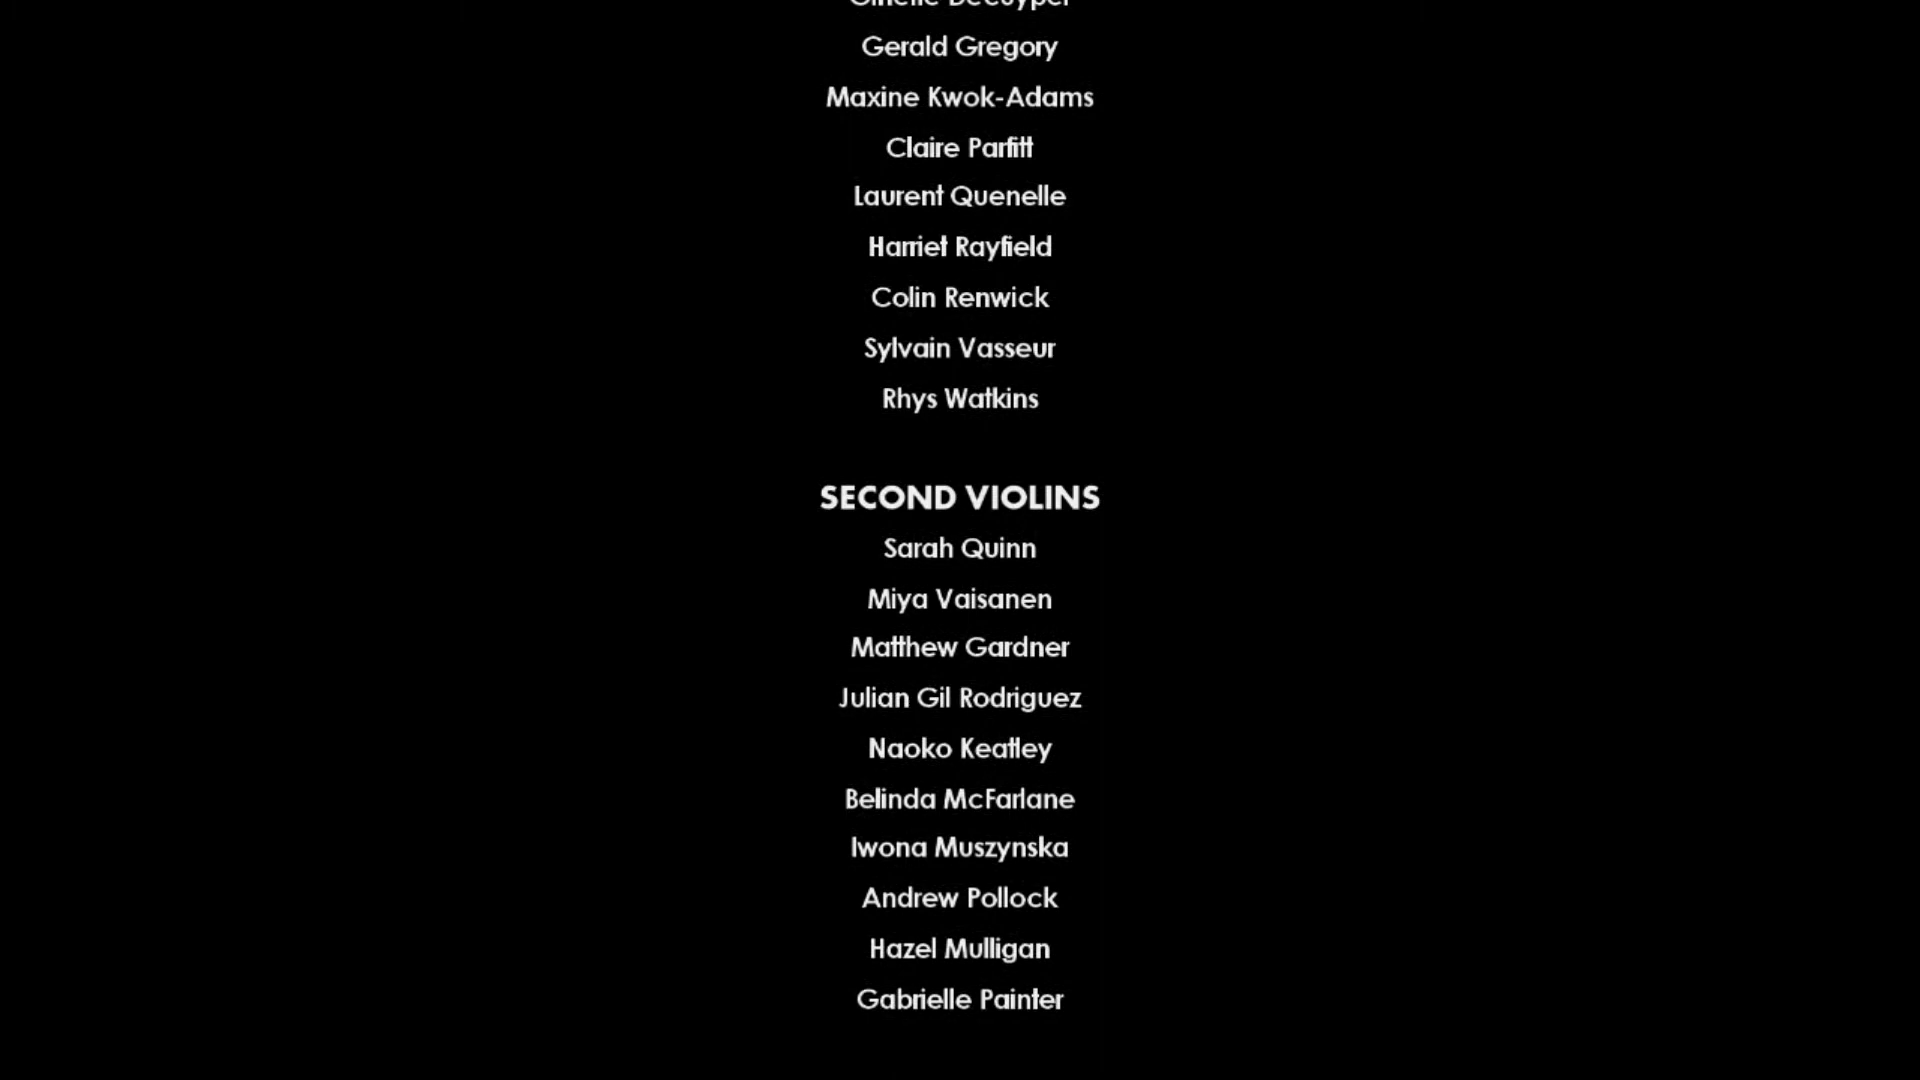 Gerald Gregory
Maxine Kwok-Adams
Claire Parfitt
Laurent Quenelle
Harriet Rayfield
Colin Renwick
Sylvain Vasseur
Rhys Watkins
SECOND VIOLINS
Sarah Quinn
Miya Vaisanen
Matthew Gardner
Julian Gil Rodriguez
Naoko Keatley
Belinda McFarlane
Iwona Muszynska
Andrew Pollock
Hazel Mulligan
Gabrielle Painter